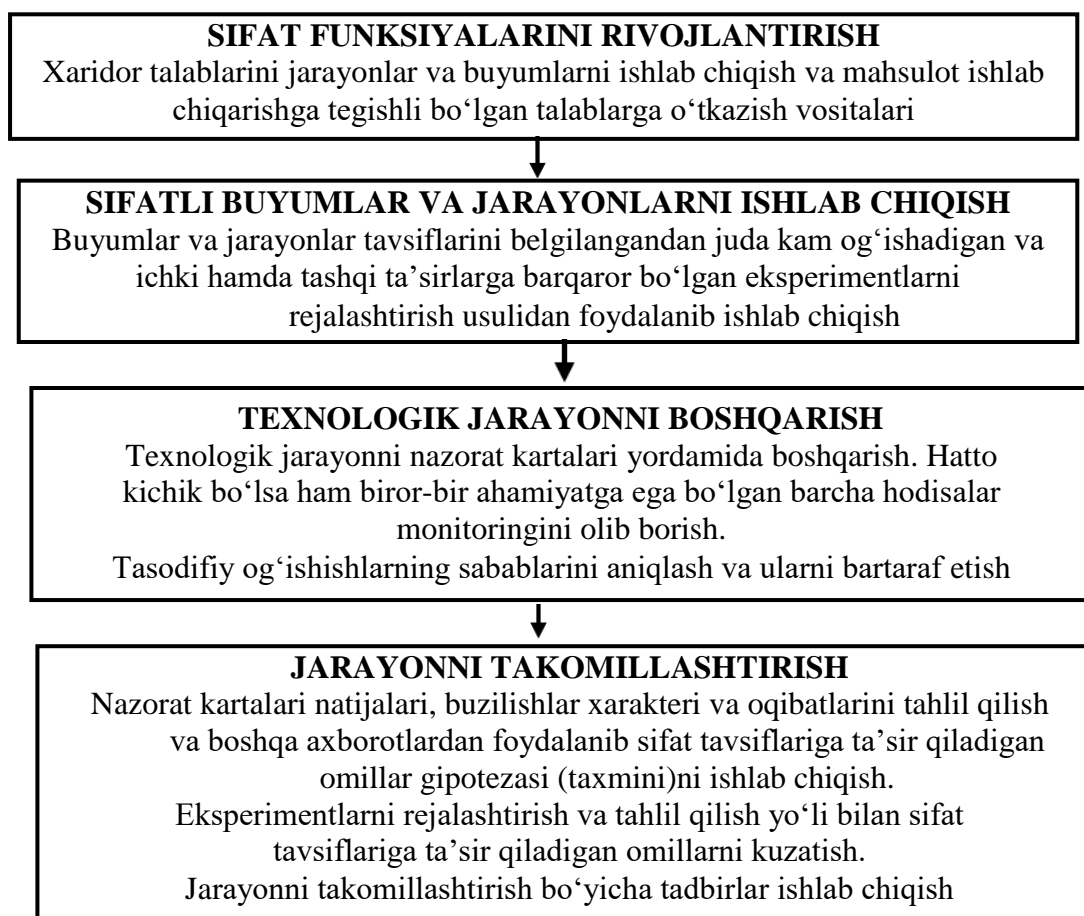 SIFAT FUNKSIYALARINI RIVOJLANTIRISH
Xaridor talablarini jarayonlar va buyumlarni ishlab chiqish va mahsulot ishlab
chiqarishga tegishli bo‘lgan talablarga o‘tkazish vositalari
SIFATLI BUYUMLAR VA JARAYONLARNI ISHLAB CHIQISH
Buyumlar va jarayonlar tavsiflarini belgilangandan juda kam og‘ishadigan va
ichki hamda tashqi ta’sirlarga barqaror bo‘lgan eksperimentlarni
rejalashtirish usulidan foydalanib ishlab chiqish
TEXNOLOGIK JARAYONNI BOSHQARISH
Texnologik jarayonni nazorat kartalari yordamida boshqarish. Hatto
kichik bo‘lsa ham biror-bir ahamiyatga ega bo‘lgan barcha hodisalar
monitoringini olib borish.
Tasodifiy og‘ishishlarning sabablarini aniqlash va ularni bartaraf etish
JARAYONNI TAKOMILLASHTIRISH
Nazorat kartalari natijalari, buzilishlar xarakteri va oqibatlarini tahlil qilish
va boshqa axborotlardan foydalanib sifat tavsiflariga ta’sir qiladigan
omillar gipotezasi (taxmini)ni ishlab chiqish.
Eksperimentlarni rejalashtirish va tahlil qilish yo‘li bilan sifat
tavsiflariga ta’sir qiladigan omillarni kuzatish.
Jarayonni takomillashtirish bo‘yicha tadbirlar ishlab chiqish